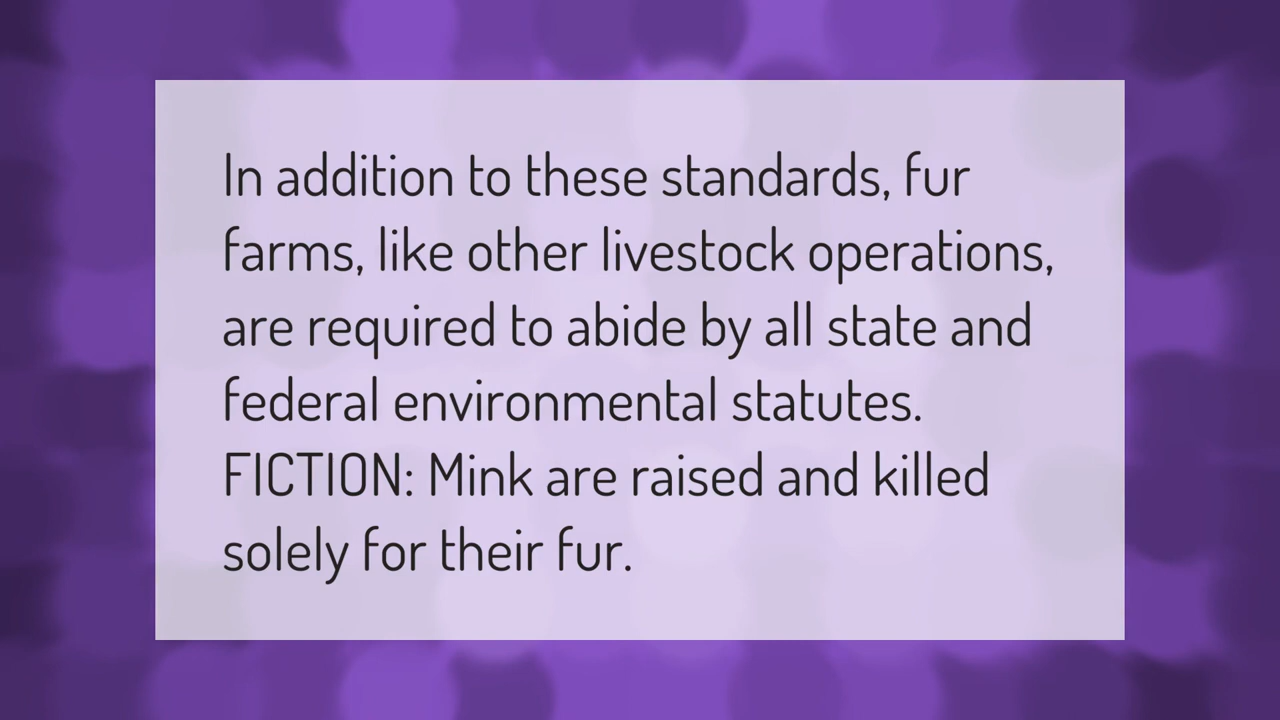 In addition to these standards, fur
farms, like other livestock operations,
are required to abide by all state and
federal environmental statutes.
FICTION: Mink are raised and killed
solely for their fur.